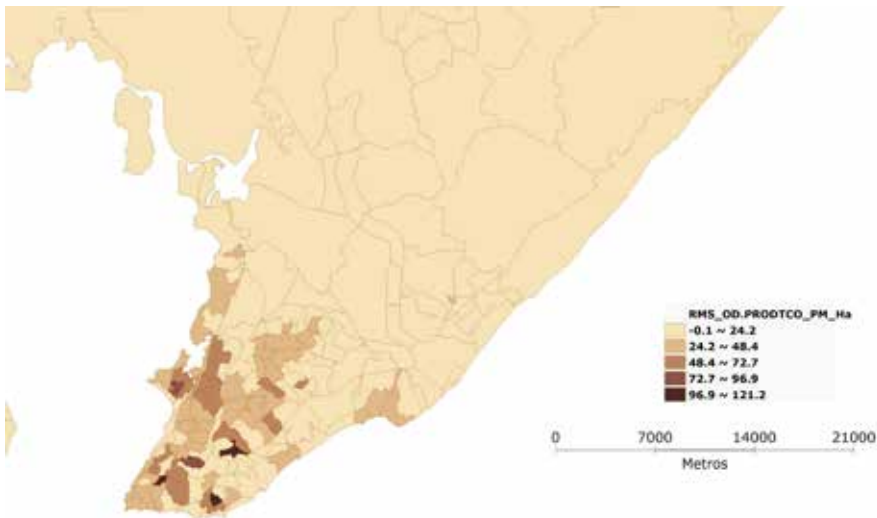 RMS_OD.PRODTCO_PM_Ha
-0.1 ~ 24.2
24.2 ~ 48.4
48.4 ~ 72.7
72.7 ~ 96.9
96.9 ~ 121.2
0 7000 14000 21000
Metros